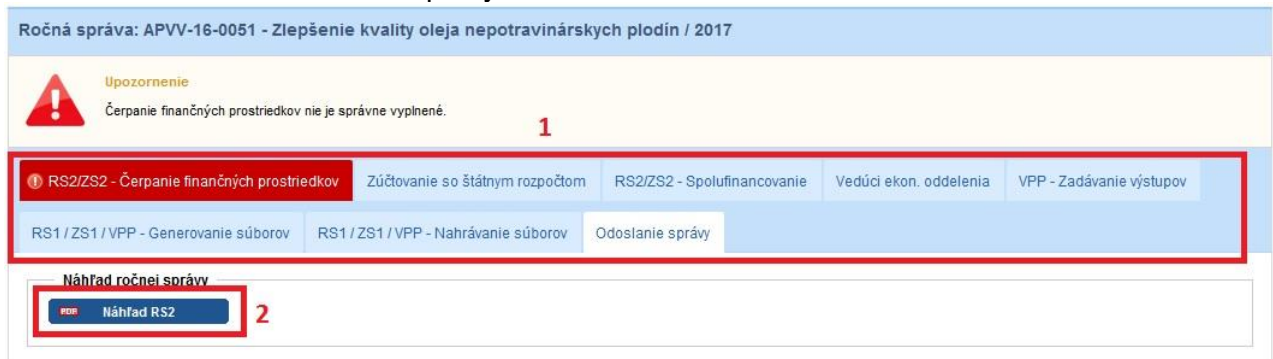 Ročná správa: APVV-16-0051 - Zlepšenie kvality oleja nepotravinárskych plodín / 2017
Upozornenie
Čerpanie finančných prostriedkov nie je správne vyplnené.
1
RS2/ZS2 - Čerpanie finančných prostriedkov Zúčtovanie so štátnym rozpočtom RS2/ZS2 - Spolufinancovanie Vedúci ekon. oddelenia VPP - Zadávanie výstupov
RS1 / ZS1 / VPP - Generovanie súborov RS1 / ZS1 / VPP - Nahrávanie súborov Odoslanie správy
Náhľad ročnej správy
PDF Náhľad RS2 2